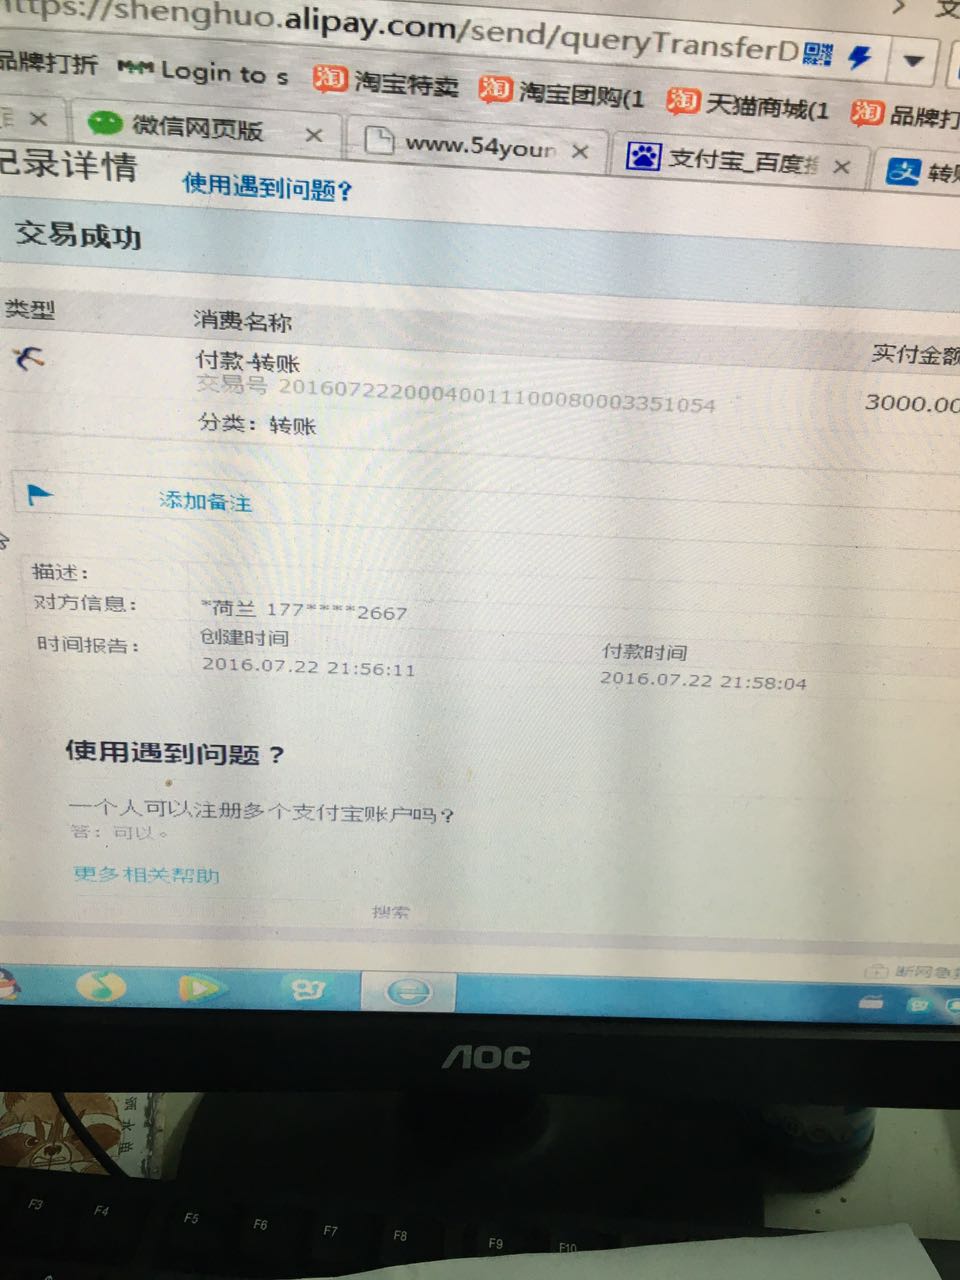 https://shenghuo.alipay.com/send/queryTransferD
品牌打折 Login to s 淘宝特卖 淘宝团购(1 天猫商城(1 品牌打
微信网页版 www.54your 支付宝_百度搜 转账
记录详情 使用遇到问题?
交易成功
类型 消费名称 实付金额
付款-转账
交易号 20160722200040011100080003351054 3000.00
分类：转账
添加备注
描述：
对方信息： *荷兰 177****2667
时间报告： 创建时间 付款时间
2016.07.22 21:56:11 2016.07.22 21:58:04
使用遇到问题？
一个人可以注册多个支付宝账户吗？
答：可以。
更多相关帮助
搜索
断网急
AOC
F3 F4 F5 F6 F7 F8 F9 F10